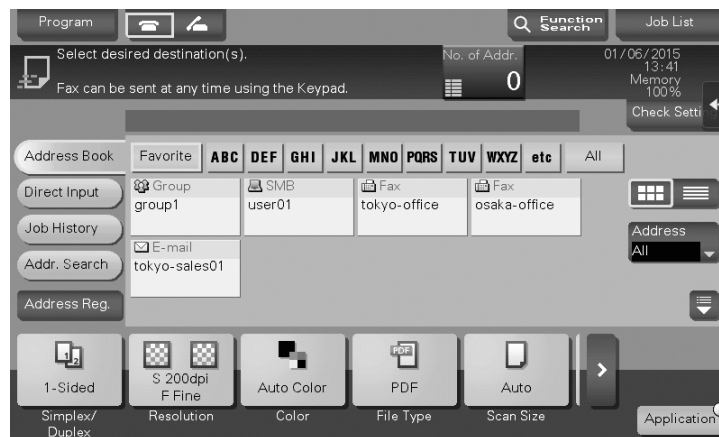 Program
Function
Search
Job List
Select desired destination(s).
Fax can be sent at any time using the Keypad.
No. of Addr.
0
01/06/2015
13:41
Memory
100%
Check Setti
Address Book
Favorite ABC DEF GHI JKL MNO PQRS TUV WXYZ etc All
Direct Input
Job History
Addr. Search
Address Reg.
Group
group1
SMB
user01
Fax
tokyo-office
Fax
osaka-office
E-mail
tokyo-sales01
Address
All
1 2
1-Sided
Simplex/
Duplex
S 200dpi
F Fine
Resolution
Auto Color
Color
PDF
PDF
File Type
Auto
Scan Size
Application